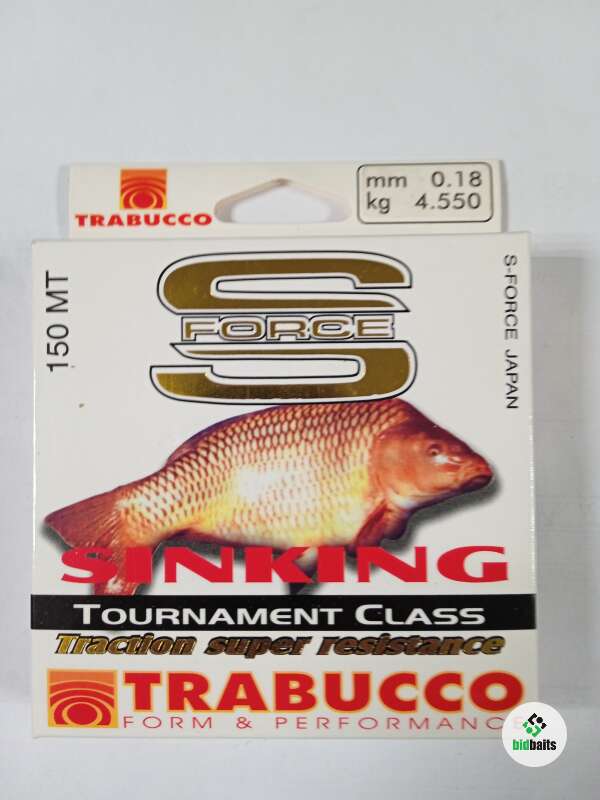 TRABUCCO
mm 0.18
kg 4.550
150 MT
S
FORCE
S-FORCE JAPAN
SINKING
TOURNAMENT CLASS
Traction super resistance
TRABUCCO
FORM & PERFORMANCE
bidbaits